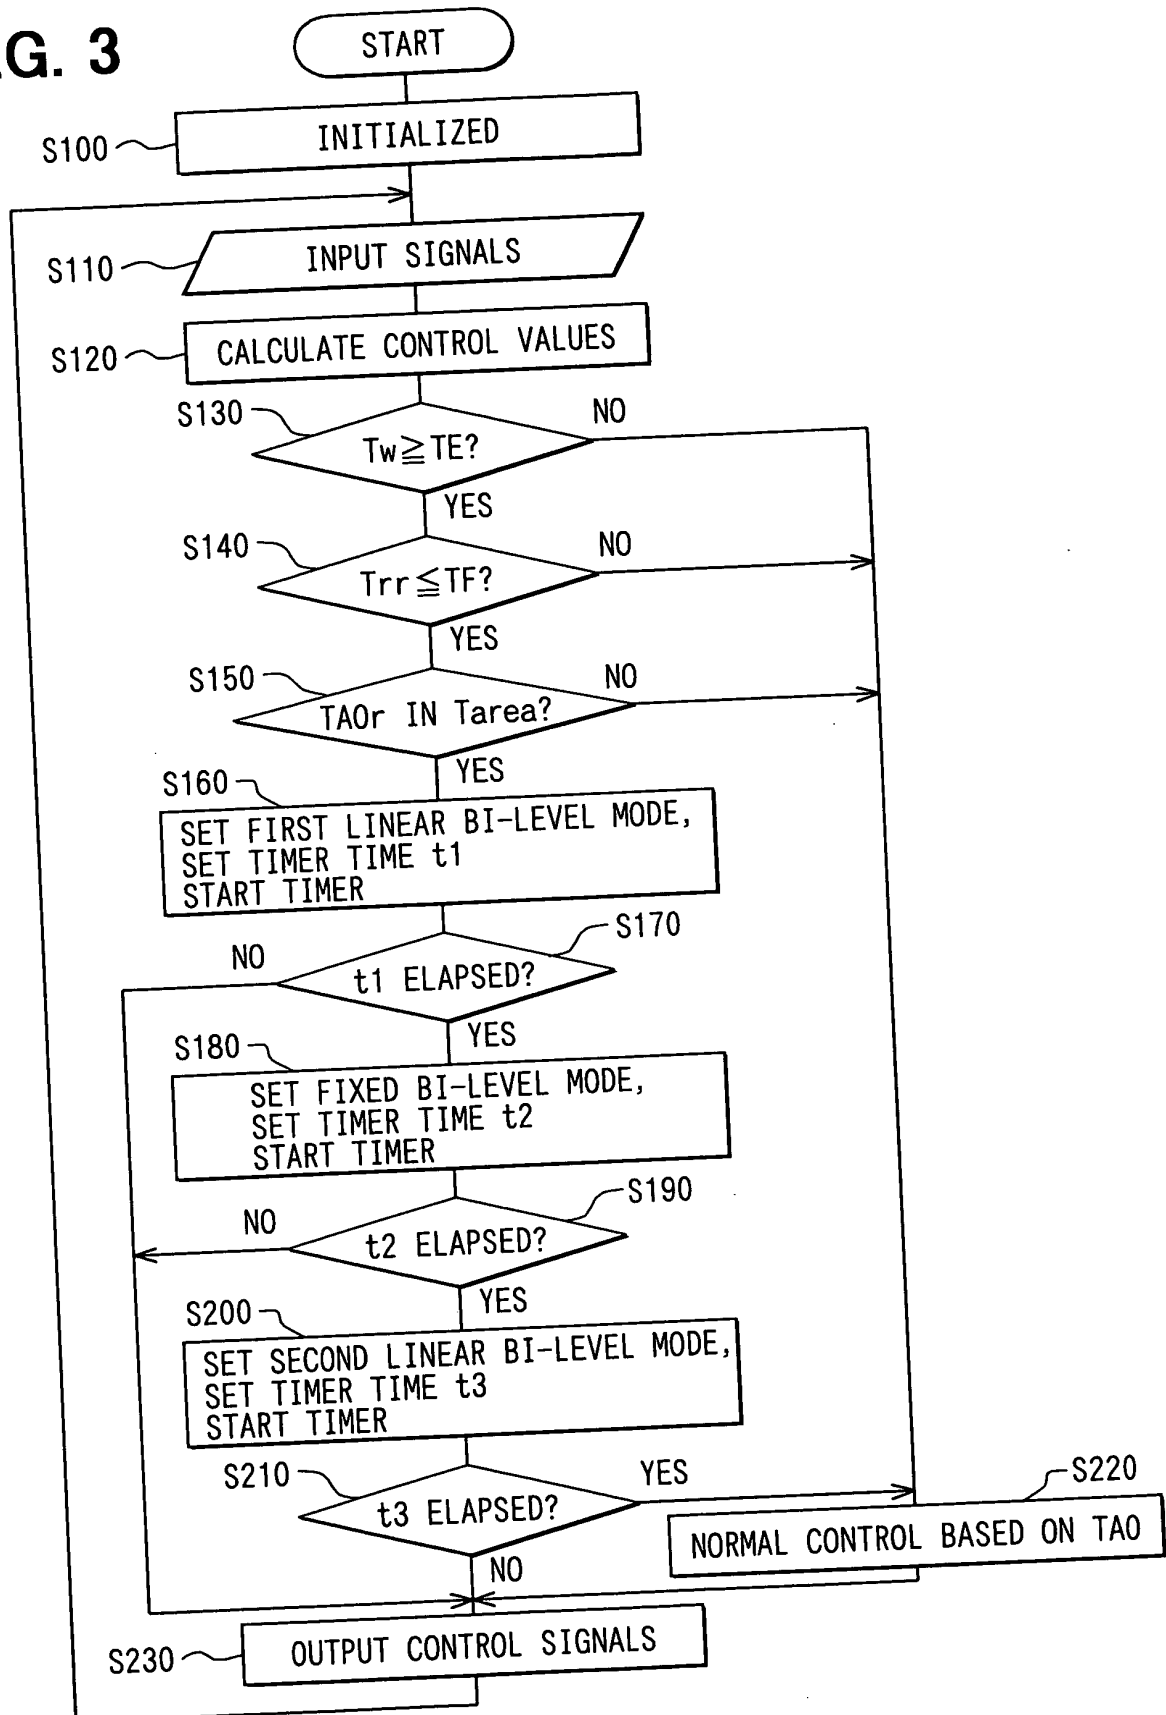 G. 3
START
S100
INITIALIZED
S110
INPUT SIGNALS
S120
CALCULATE CONTROL VALUES
S130
Tw≧TE?
NO
YES
S140
Trr≦TF?
NO
YES
S150
TAOr IN Tarea?
NO
YES
S160
SET FIRST LINEAR BI-LEVEL MODE,
SET TIMER TIME t1
START TIMER
S170
NO
t1 ELAPSED?
YES
S180
SET FIXED BI-LEVEL MODE,
SET TIMER TIME t2
START TIMER
S190
NO
t2 ELAPSED?
YES
S200
SET SECOND LINEAR BI-LEVEL MODE,
SET TIMER TIME t3
START TIMER
S210
t3 ELAPSED?
YES
NO
S220
NORMAL CONTROL BASED ON TAO
S230
OUTPUT CONTROL SIGNALS